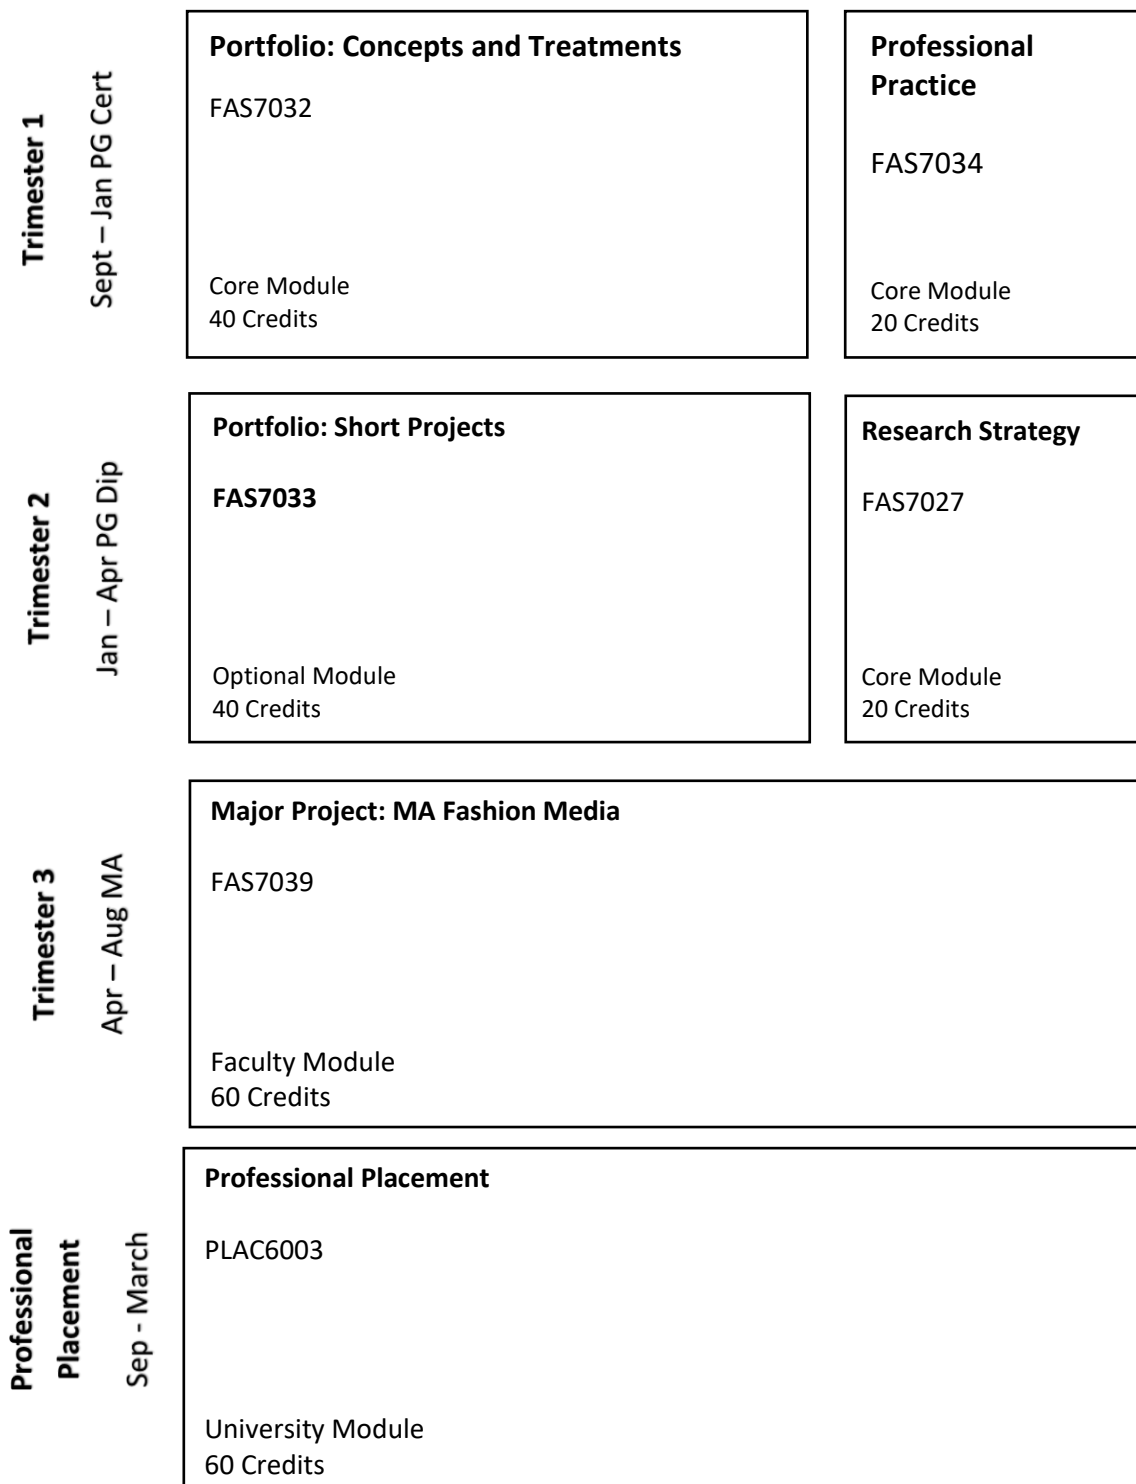 Trimester 1
Sept – Jan PG Cert
Portfolio: Concepts and Treatments
FAS7032
Core Module
40 Credits
Professional
Practice
FAS7034
Core Module
20 Credits
Trimester 2
Jan – Apr PG Dip
Portfolio: Short Projects
FAS7033
Optional Module
40 Credits
Research Strategy
FAS7027
Core Module
20 Credits
Trimester 3
Apr – Aug MA
Major Project: MA Fashion Media
FAS7039
Faculty Module
60 Credits
Professional
Placement
Sep - March
Professional Placement
PLAC6003
University Module
60 Credits